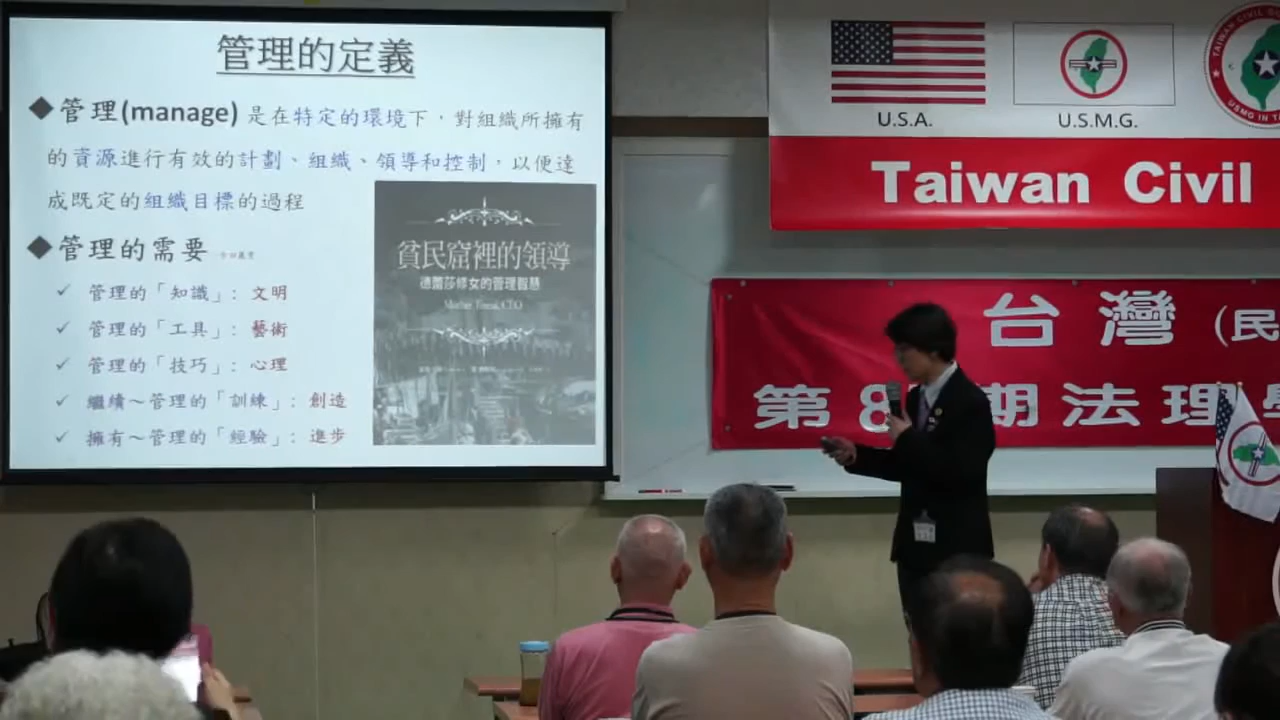 管理的定義
◆管理(manage) 是在特定的環境下，對組織所擁有
的資源進行有效的計劃、組織、領導和控制，以便達
成既定的組織目標的過程
◆管理的需要
✓ 管理的「知識」：文明
✓ 管理的「工具」：藝術
✓ 管理的「技巧」：心理
✓ 繼續～管理的「訓練」：創造
✓ 擁有～管理的「經驗」：進步
貧民窟裡的領導
德蕾莎修女的管理智慧
Mother Teresa, CEO
U.S.A.
U.S.M.G.
Taiwan Civil
台灣（民
第8 期法理學